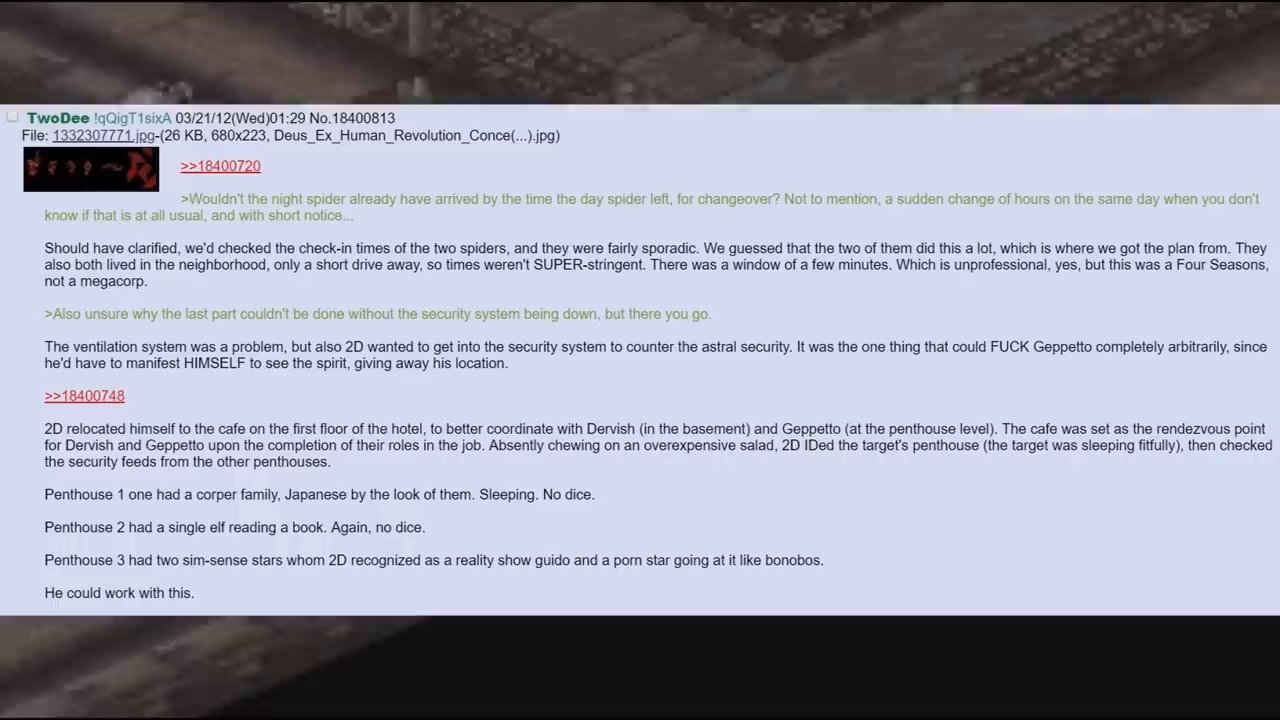 TwoDee !qQigT1sixA 03/21/12(Wed)01:29 No.18400813
File: 1332307771.jpg-(26 KB, 680x223, Deus_Ex_Human_Revolution_Conce(...).jpg)
>>18400720
>Wouldn't the night spider already have arrived by the time the day spider left, for changeover? Not to mention, a sudden change of hours on the same day when you don't
know if that is at all usual, and with short notice...
Should have clarified, we'd checked the check-in times of the two spiders, and they were fairly sporadic. We guessed that the two of them did this a lot, which is where we got the plan from. They
also both lived in the neighborhood, only a short drive away, so times weren't SUPER-stringent. There was a window of a few minutes. Which is unprofessional, yes, but this was a Four Seasons,
not a megacorp.
>Also unsure why the last part couldn't be done without the security system being down, but there you go.
The ventilation system was a problem, but also 2D wanted to get into the security system to counter the astral security. It was the one thing that could FUCK Geppetto completely arbitrarily, since
he'd have to manifest HIMSELF to see the spirit, giving away his location.
>>18400748
2D relocated himself to the cafe on the first floor of the hotel, to better coordinate with Dervish (in the basement) and Geppetto (at the penthouse level). The cafe was set as the rendezvous point
for Dervish and Geppetto upon the completion of their roles in the job. Absently chewing on an overexpensive salad, 2D IDed the target's penthouse (the target was sleeping fitfully), then checked
the security feeds from the other penthouses.
Penthouse 1 one had a corper family, Japanese by the look of them. Sleeping. No dice.
Penthouse 2 had a single elf reading a book. Again, no dice.
Penthouse 3 had two sim-sense stars whom 2D recognized as a reality show guido and a porn star going at it like bonobos.
He could work with this.